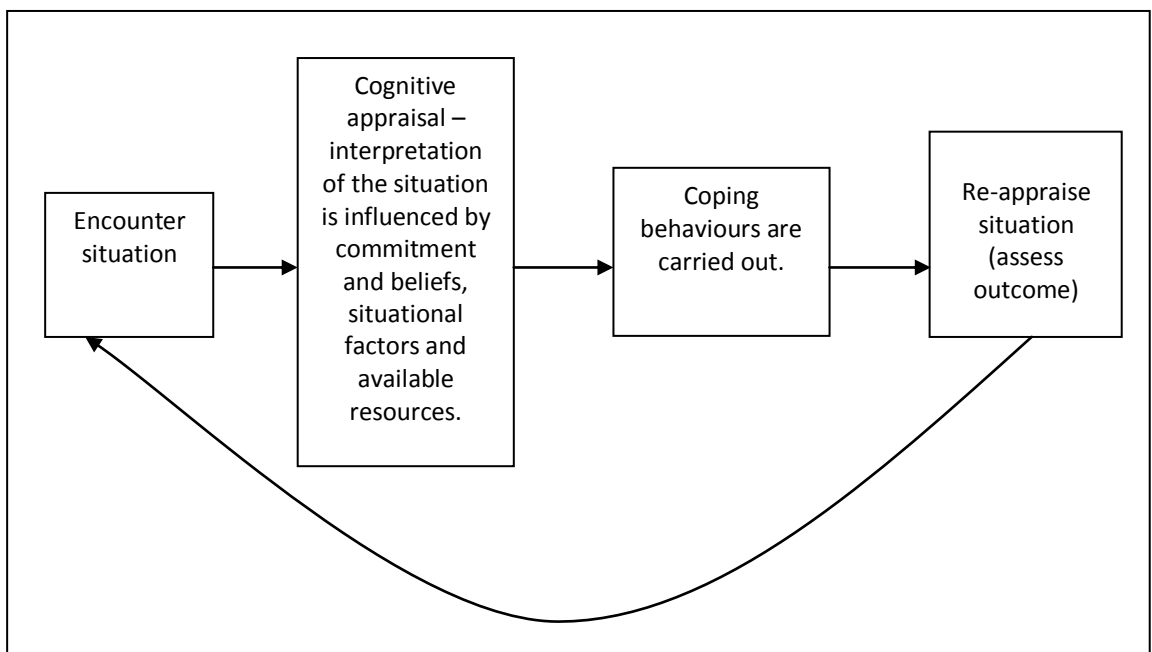 Encounter
situation
Cognitive
appraisal –
interpretation
of the situation
is influenced by
commitment
and beliefs,
situational
factors and
available
resources.
Coping
behaviours are
carried out.
Re-appraise
situation
(assess
outcome)